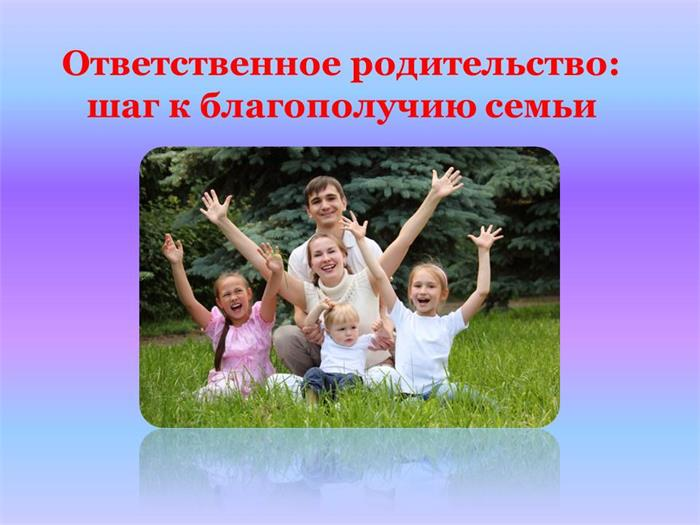 Ответственное родительство:
шаг к благополучию семьи